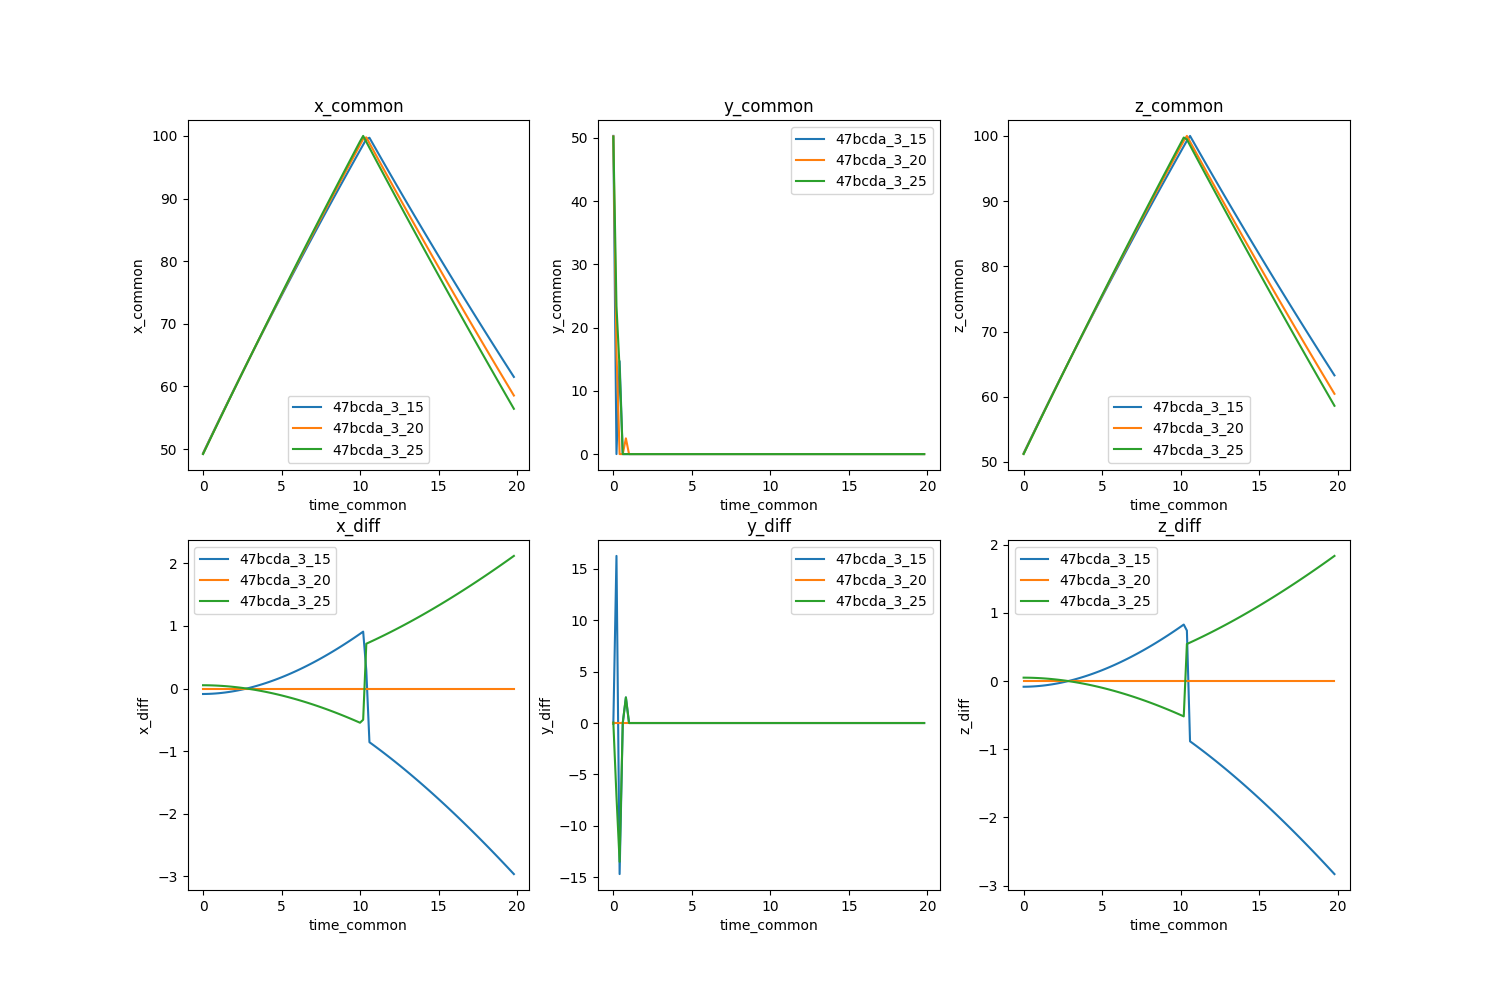 x_common
x_common
100
90
80
70
60
50
47bcda_3_15
47bcda_3_20
47bcda_3_25
0 5 10 15 20
time_common
y_common
y_common
50
40
30
20
10
0
47bcda_3_15
47bcda_3_20
47bcda_3_25
0 5 10 15 20
time_common
z_common
z_common
100
90
80
70
60
50
47bcda_3_15
47bcda_3_20
47bcda_3_25
0 5 10 15 20
time_common
x_diff
x_diff
2
1
0
−1
−2
−3
47bcda_3_15
47bcda_3_20
47bcda_3_25
0 5 10 15 20
time_common
y_diff
y_diff
15
10
5
0
−5
−10
−15
47bcda_3_15
47bcda_3_20
47bcda_3_25
0 5 10 15 20
time_common
z_diff
z_diff
2
1
0
−1
−2
−3
47bcda_3_15
47bcda_3_20
47bcda_3_25
0 5 10 15 20
time_common